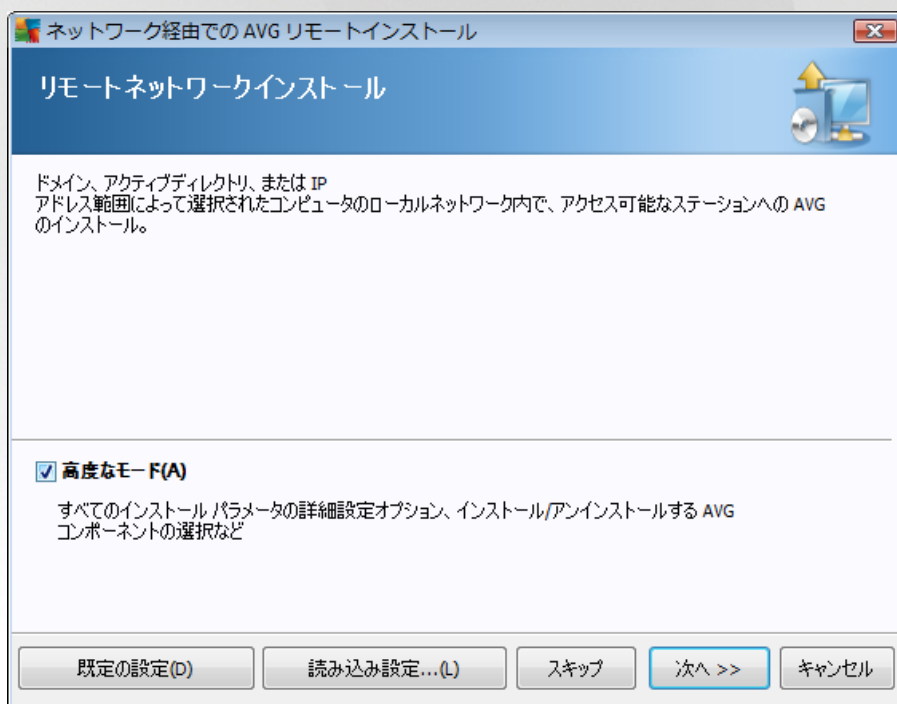 ネットワーク経由での AVG リモートインストール
リモートネットワークインストール
ドメイン、アクティブディレクトリ、または IP
アドレス範囲によって選択されたコンピュータのローカルネットワーク内で、アクセス可能なステーションへの AVG
のインストール。
高度なモード(A)
すべてのインストール パラメータの詳細設定オプション、インストール/アンインストールする AVG
コンポーネントの選択など
既定の設定(D)
読み込み設定...(L)
スキップ
次へ >>
キャンセル